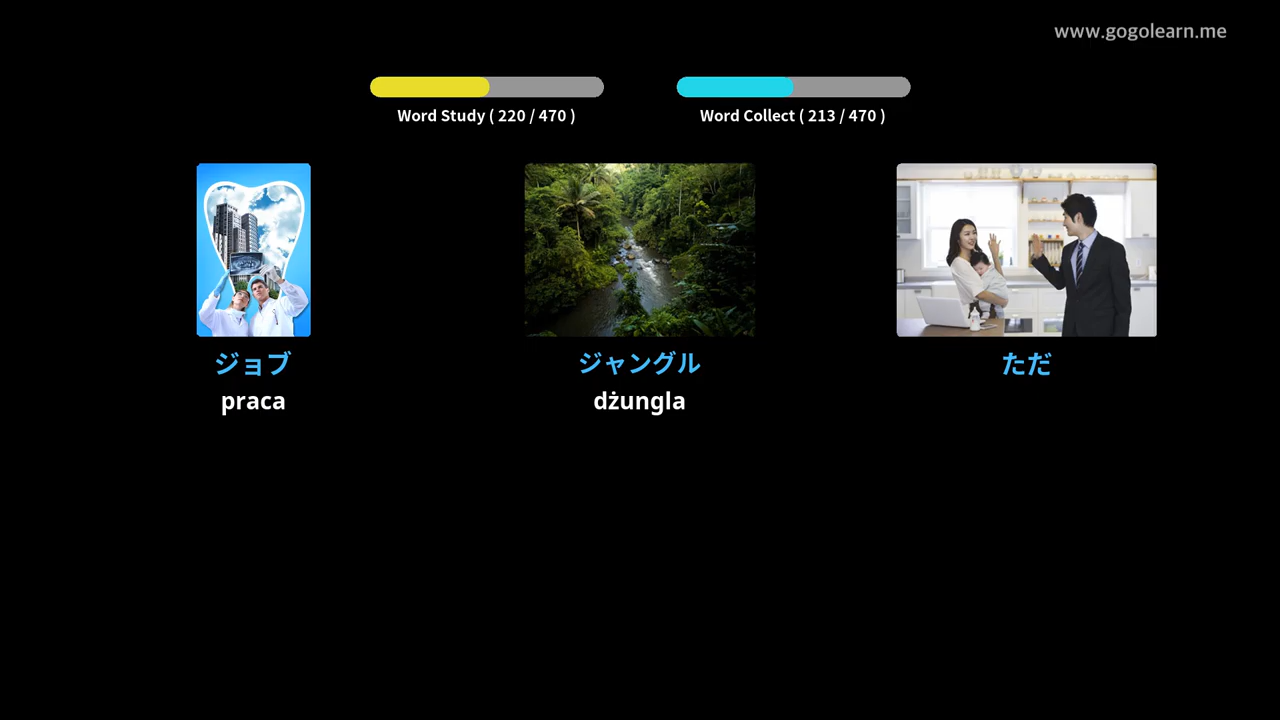 www.gogolearn.me
Word Study ( 220 / 470 )
Word Collect ( 213 / 470 )
ジョブ
praca
ジャングル
dżungla
ただ